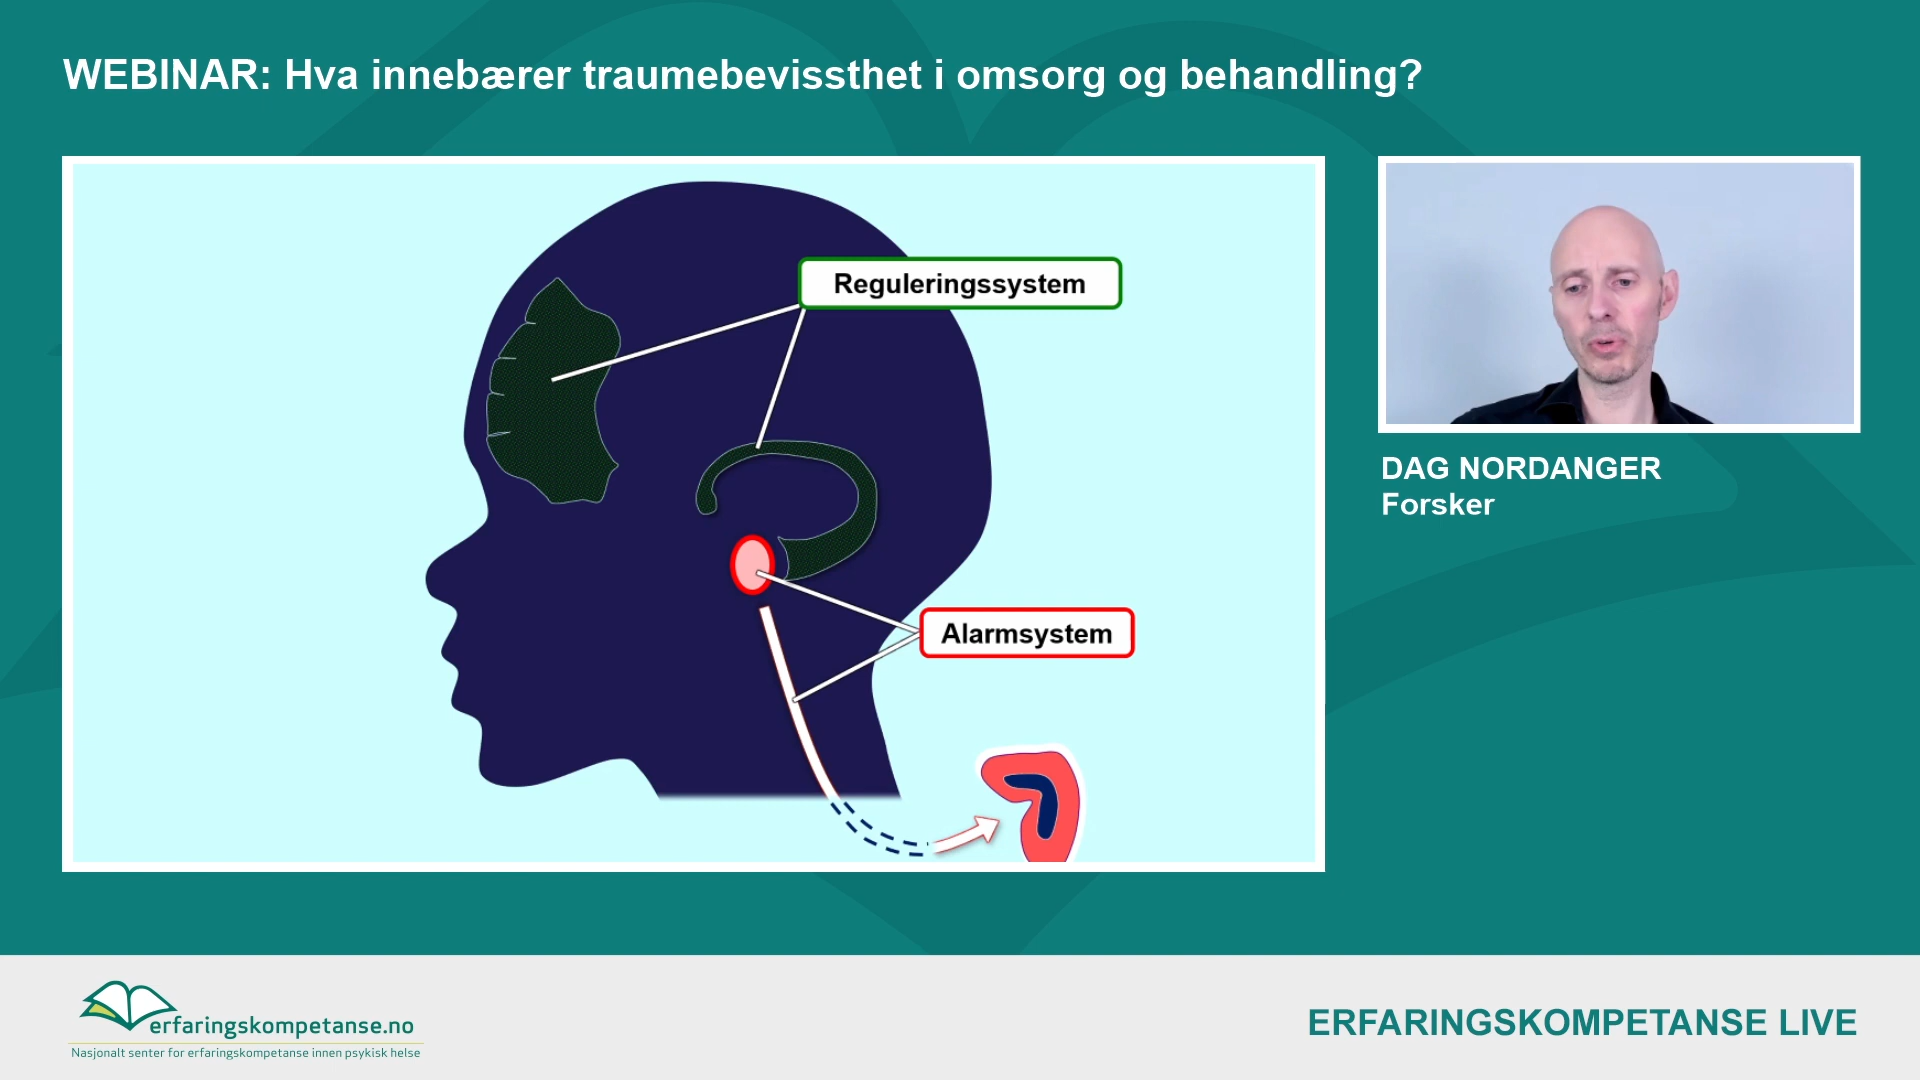 WEBINAR: Hva innebærer traumebevissthet i omsorg og behandling?
Reguleringssystem
Alarmsystem
DAG NORDANGER
Forsker
erfaringskompetanse.no
Nasjonalt senter for erfaringskompetanse innen psykisk helse
ERFARINGSKOMPETANSE LIVE